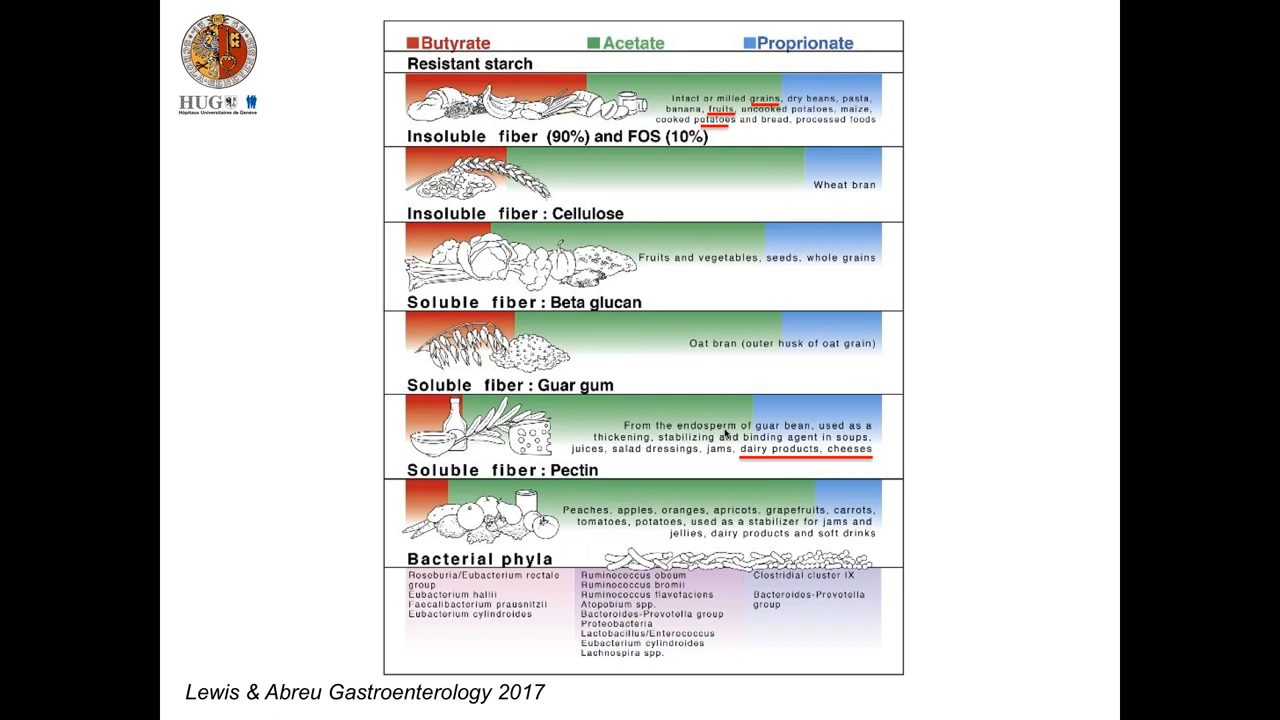 HUG
Hôpitaux Universitaires de Genève
Butyrate Acetate Proprionate
Resistant starch
Intact or milled grains, dry beans, pasta,
banana, fruits, uncooked potatoes, maize,
cooked potatoes and bread, processed foods
Insoluble fiber (90%) and FOS (10%)
Wheat bran
Insoluble fiber : Cellulose
Fruits and vegetables, seeds, whole grains
Soluble fiber : Beta glucan
Oat bran (outer husk of oat grain)
Soluble fiber : Guar gum
From the endosperm of guar bean, used as a
thickening, stabilizing and binding agent in soups,
juices, salad dressings, jams, dairy products, cheeses
Soluble fiber : Pectin
Peaches, apples, oranges, apricots, grapefruits, carrots,
tomatoes, potatoes, used as a stabilizer for jams and
jellies, dairy products and soft drinks
Bacterial phyla
Roseburia/Eubacterium rectale
group
Eubacterium hallii
Faecalibacterium prausnitzii
Eubacterium cylindroides
Ruminococcus obeum
Ruminococcus bromii
Ruminococcus flavefaciens
Atopobium spp.
Bacteroides-Prevotella group
Proteobacteria
Lactobacillus/Enterococcus
Eubacterium cylindroides
Lachnospira spp.
Clostridial cluster IX
Bacteroides-Prevotella
group
Lewis & Abreu Gastroenterology 2017